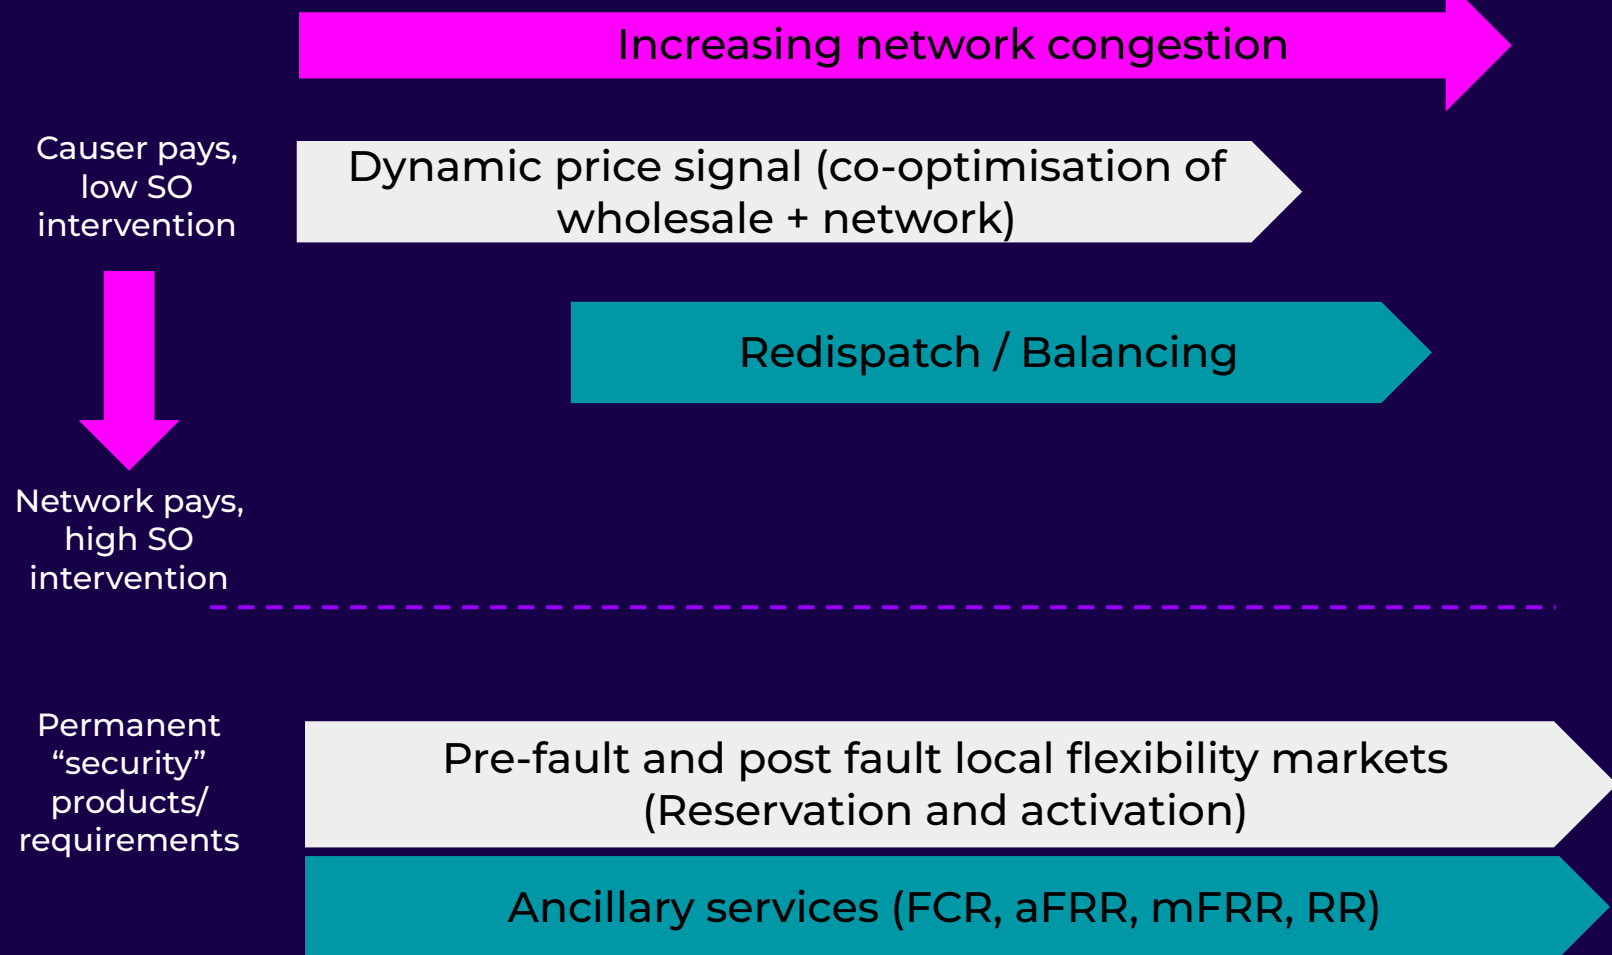 Increasing network congestion
Causer pays,
low SO
intervention
Dynamic price signal (co-optimisation of
wholesale + network)
Redispatch / Balancing
Network pays,
high SO
intervention
Permanent
“security”
products/
requirements
Pre-fault and post fault local flexibility markets
(Reservation and activation)
Ancillary services (FCR, aFRR, mFRR, RR)